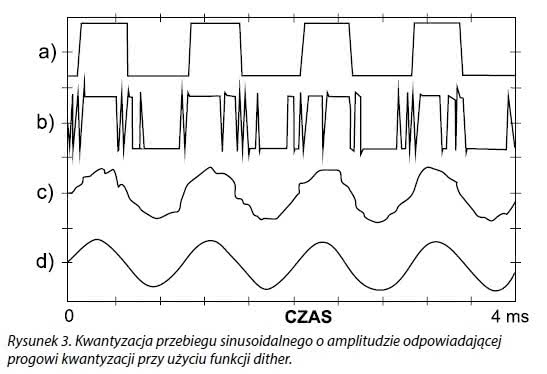 a)
b)
c)
d)
0 CZAS 4 ms
Rysunek 3. Kwantyzacja przebiegu sinusoidalnego o amplitudzie odpowiadającej
progowi kwantyzacji przy użyciu funkcji dither.